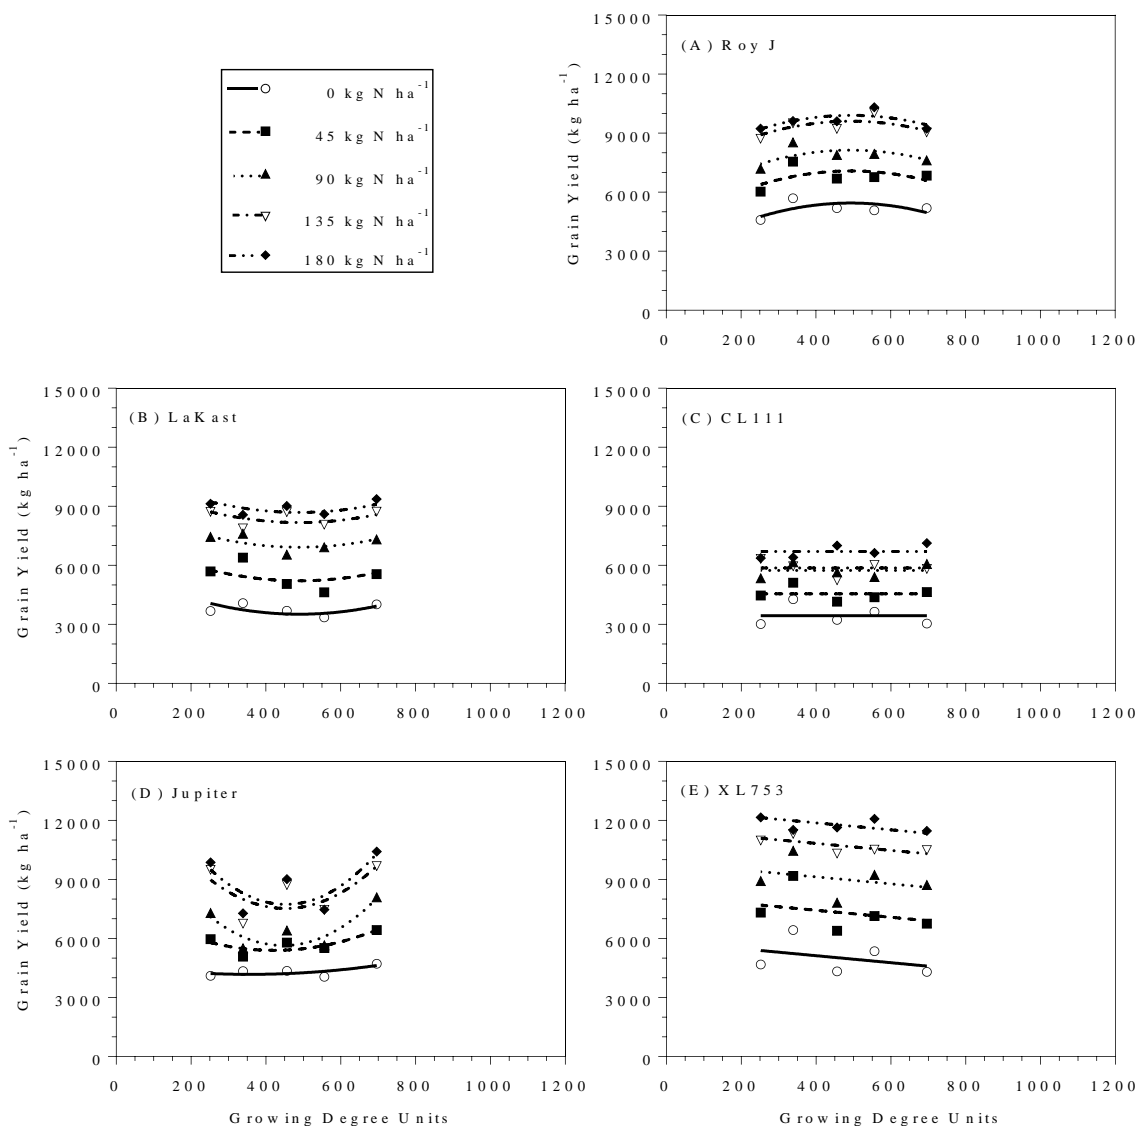 0 kg N ha-1
45 kg N ha-1
90 kg N ha-1
135 kg N ha-1
180 kg N ha-1
(A) Roy J
Grain Yield (kg ha-1)
15000
12000
9000
6000
3000
0
0 200 400 600 800 1000 1200
(B) LaKast
Grain Yield (kg ha-1)
15000
12000
9000
6000
3000
0
0 200 400 600 800 1000 1200
(C) CL111
15000
12000
9000
6000
3000
0
0 200 400 600 800 1000 1200
(D) Jupiter
Grain Yield (kg ha-1)
15000
12000
9000
6000
3000
0
0 200 400 600 800 1000 1200
Growing Degree Units
(E) XL753
15000
12000
9000
6000
3000
0
0 200 400 600 800 1000 1200
Growing Degree Units